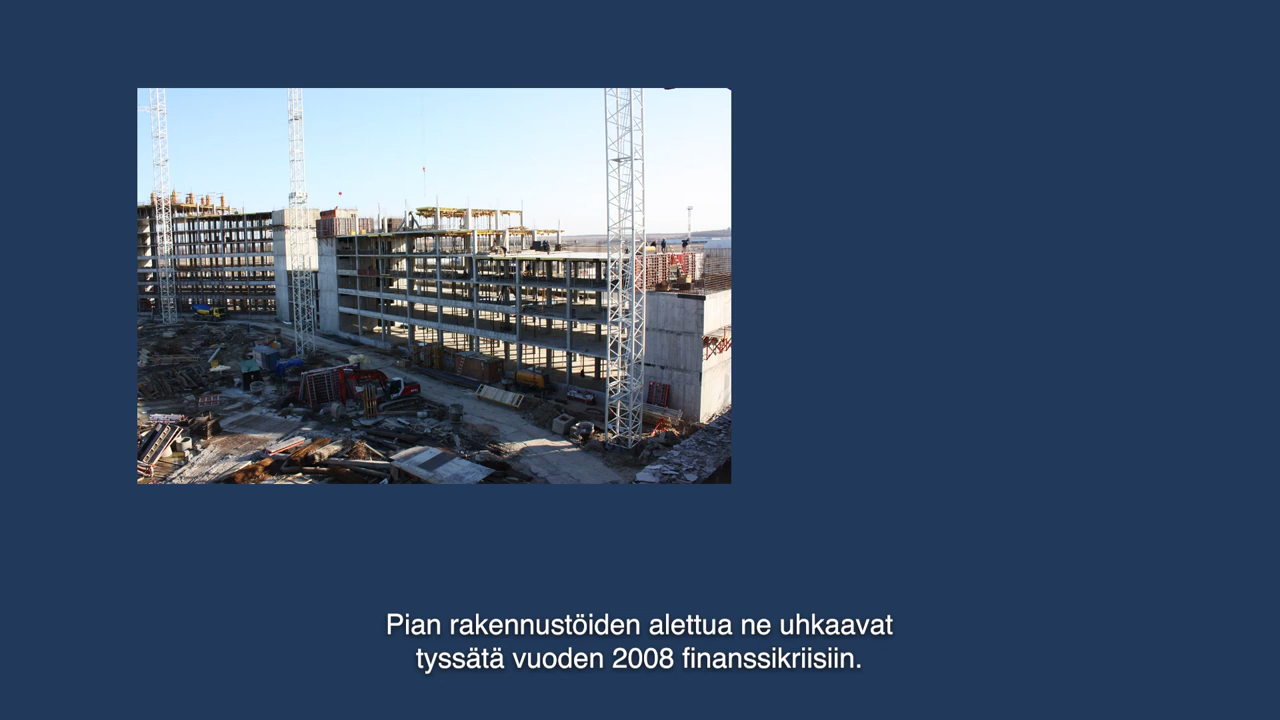 Pian rakennustöiden alettua ne uhkaavat
tyssätä vuoden 2008 finanssikriisiin.